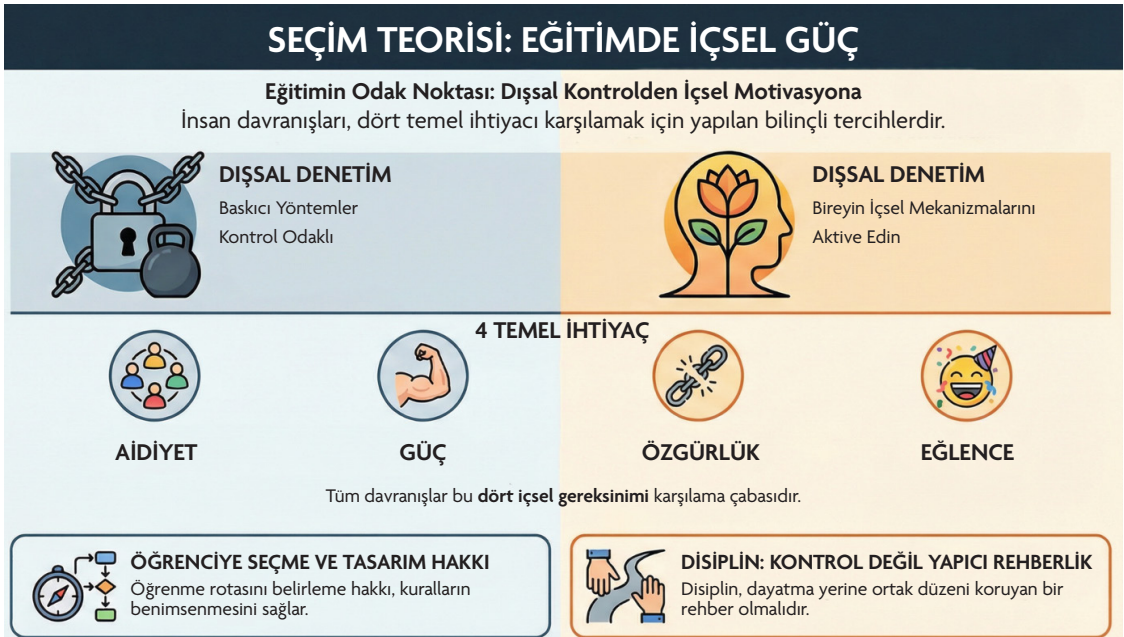 SEÇİM TEORİSİ: EĞİTİMDE İÇSEL GÜÇ
Eğitimin Odak Noktası: Dışsal Kontrolden İçsel Motivasyona
İnsan davranışları, dört temel ihtiyacı karşılamak için yapılan bilinçli tercihlerdir.
DIŞSAL DENETİM
Baskıcı Yöntemler
Kontrol Odaklı
DIŞSAL DENETİM
Bireyin İçsel Mekanizmalarını
Aktive Edin
4 TEMEL İHTİYAÇ
AİDİYET
GÜÇ
ÖZGÜRLÜK
EĞLENCE
Tüm davranışlar bu dört içsel gereksinimi karşılama çabasıdır.
ÖĞRENCİYE SEÇME VE TASARIM HAKKI
Öğrenme rotasını belirleme hakkı, kuralların
benimsenmesini sağlar.
DİSİPLİN: KONTROL DEĞİL YAPICI REHBERLİK
Disiplin, dayatma yerine ortak düzeni koruyan bir
rehber olmalıdır.